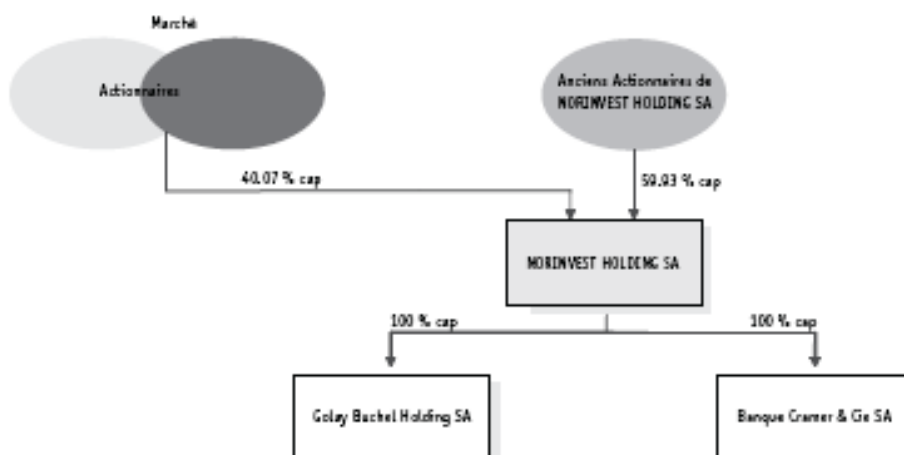 Marché
Actionnaires
Anciens Actionnaires de
NORINVEST HOLDING SA
40.07 % cap
59.93 % cap
NORINVEST HOLDING SA
100 % cap
100 % cap
Golay Buchel Holding SA
Banque Cramer & Cie SA